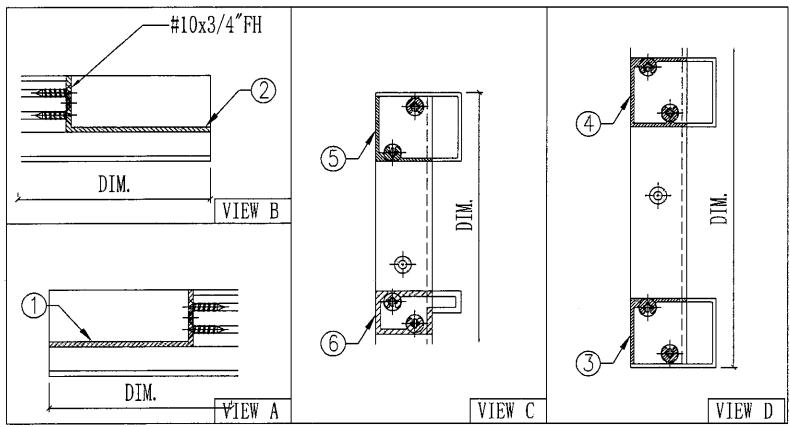 #10x3/4"FH
2
DIM.
VIEW B
1
DIM.
VIEW A
5
DIM.
6
VIEW C
4
DIM.
3
VIEW D